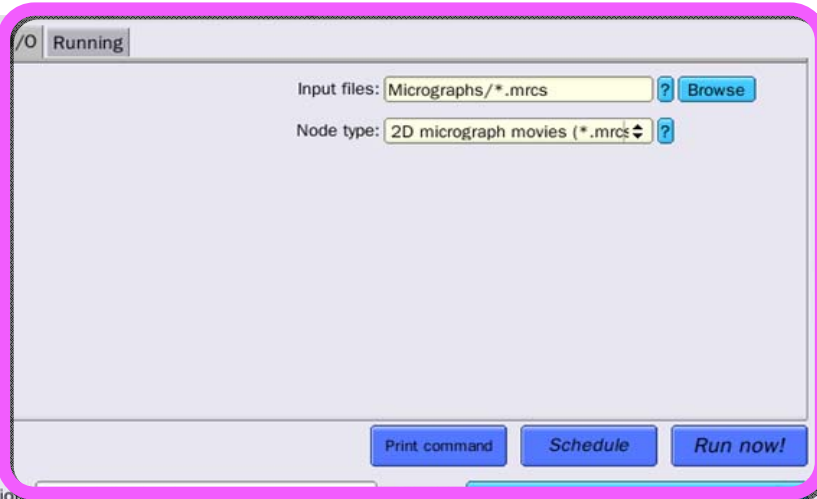 /O Running
Input files: Micrographs/*.mrcs ? Browse
Node type: 2D micrograph movies (*.mrcs ?
Print command Schedule Run now!